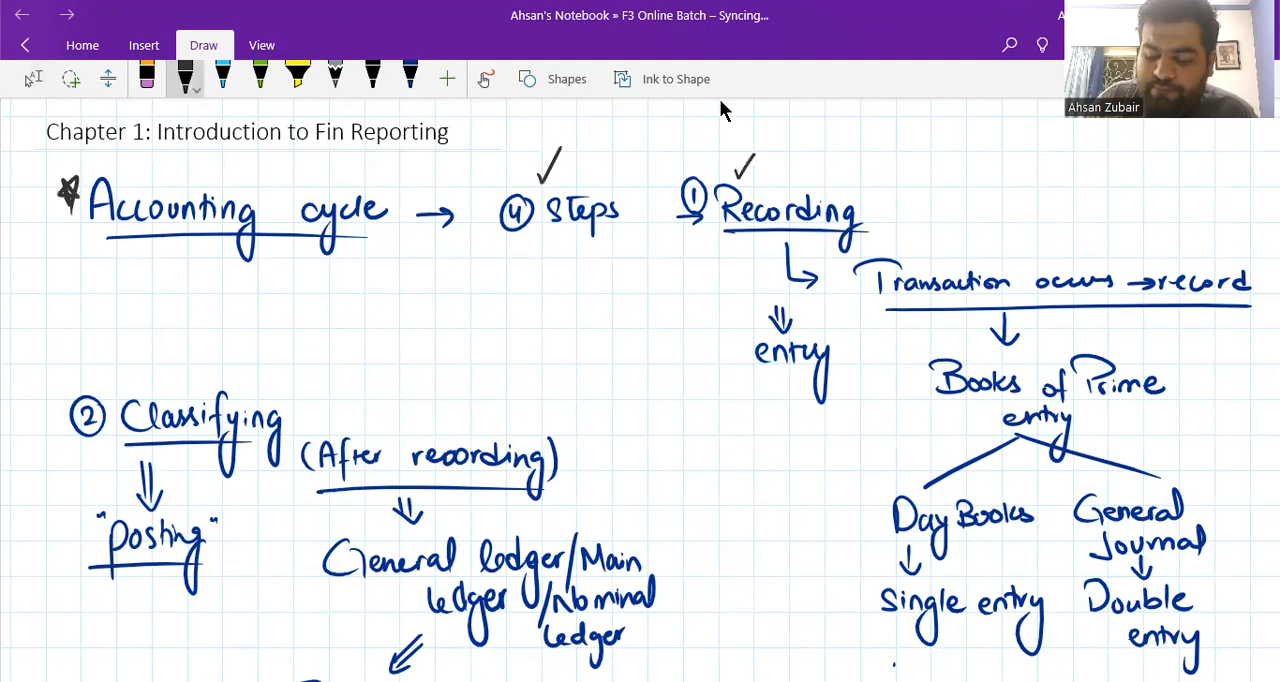 Ahsan's Notebook » F3 Online Batch – Syncing...
Home Insert Draw View
Shapes Ink to Shape
Ahsan Zubair
Chapter 1: Introduction to Fin Reporting
Accounting cycle → ④ Steps ① Recording
Transaction occurs → record
entry
Books of Prime
entry
② Classifying
(After recording)
"Posting"
Day Books General
Journal
General ledger/Main
ledger /Nominal
ledger
Single entry Double
entry